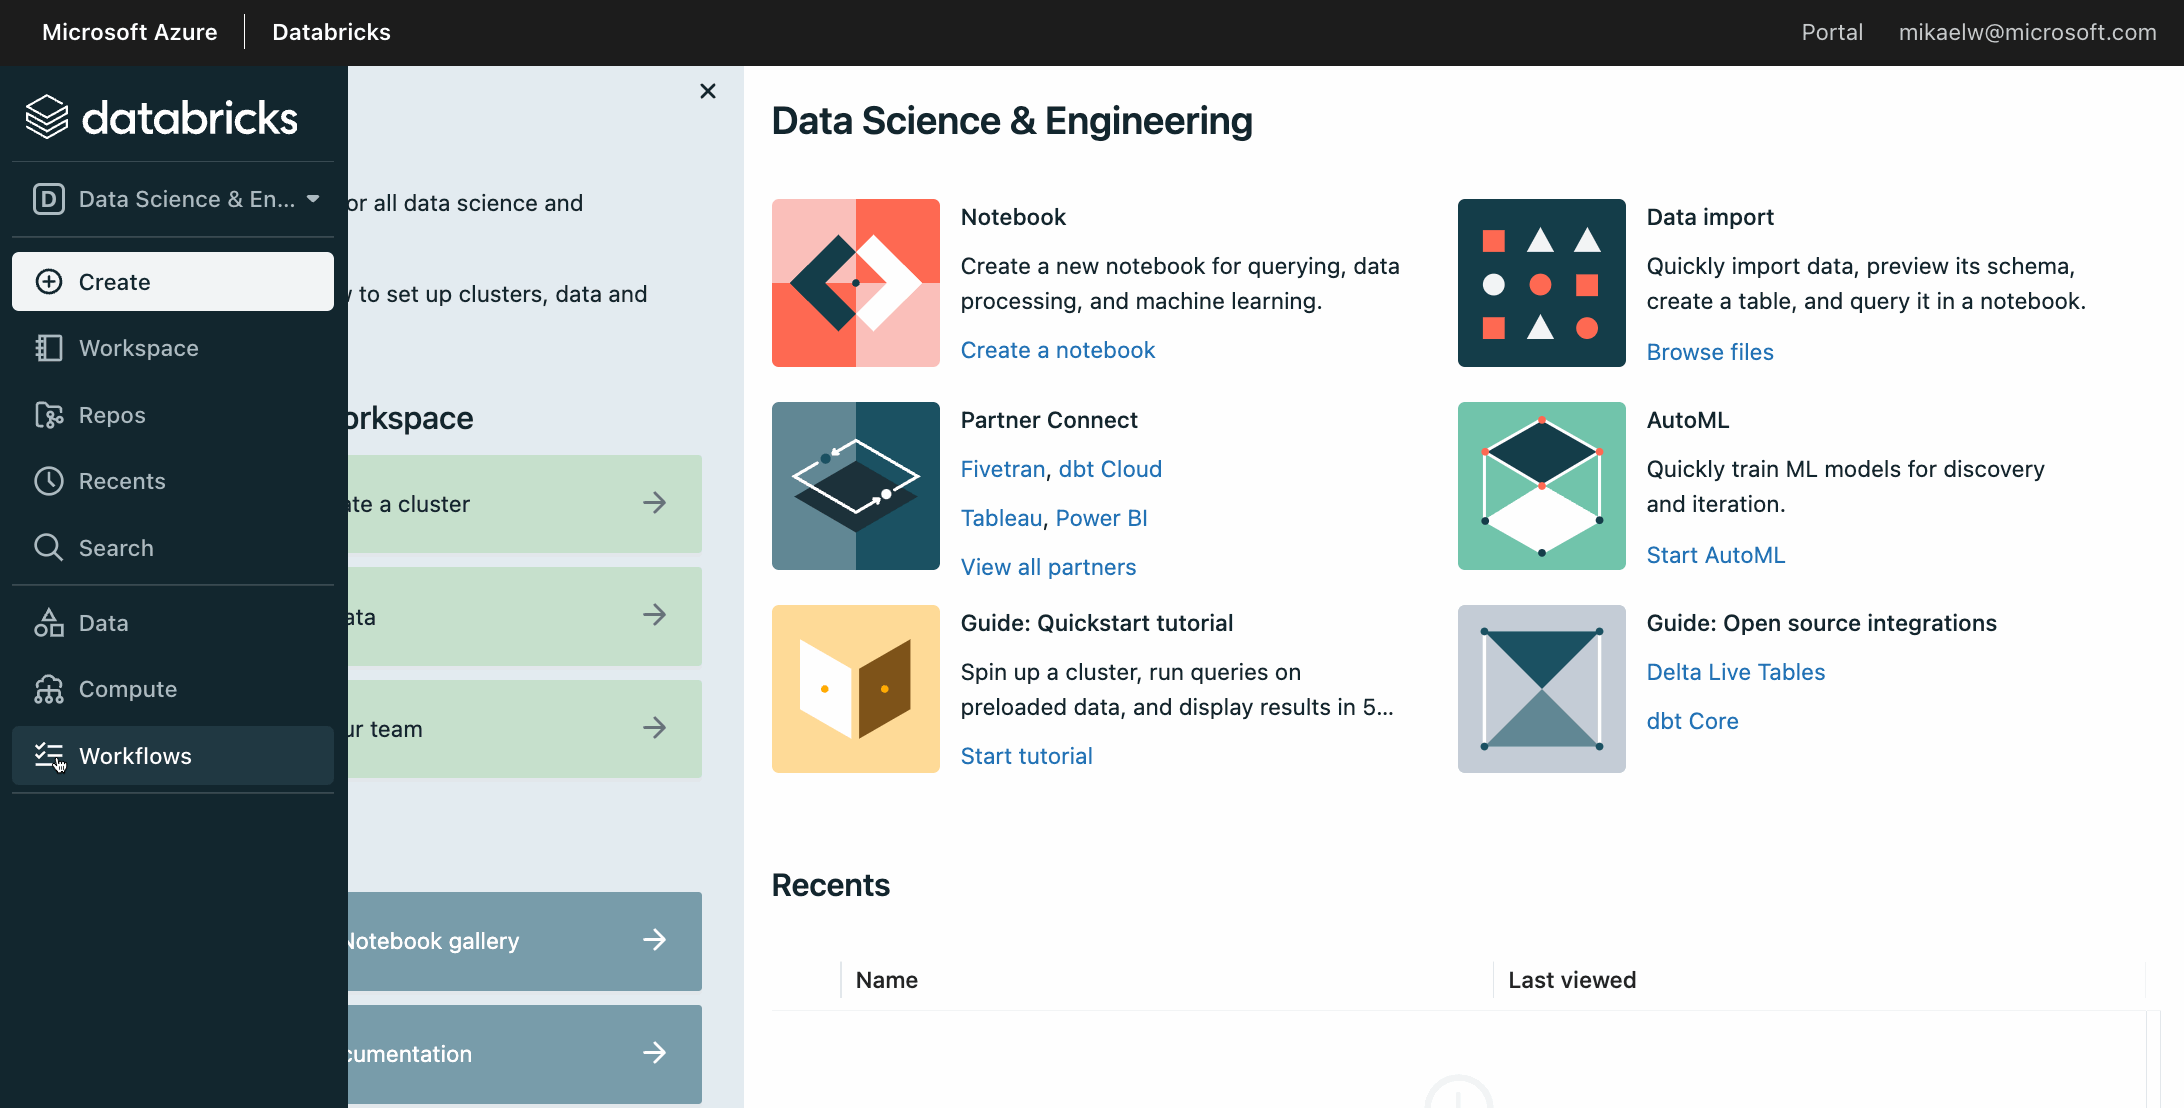 Microsoft Azure
Databricks
Portal
mikaelw@microsoft.com
databricks
D
Data Science & En...
Create
Workspace
Repos
Recents
Search
Data
Compute
Workflows
or all data science and
to set up clusters, data and
orkspace
ate a cluster
ata
ur team
Notebook gallery
cumentation
Data Science & Engineering
Notebook
Create a new notebook for querying, data
processing, and machine learning.
Create a notebook
Data import
Quickly import data, preview its schema,
create a table, and query it in a notebook.
Browse files
Partner Connect
Fivetran, dbt Cloud
Tableau, Power BI
View all partners
AutoML
Quickly train ML models for discovery
and iteration.
Start AutoML
Guide: Quickstart tutorial
Spin up a cluster, run queries on
preloaded data, and display results in 5...
Start tutorial
Guide: Open source integrations
Delta Live Tables
dbt Core
Recents
Name
Last viewed